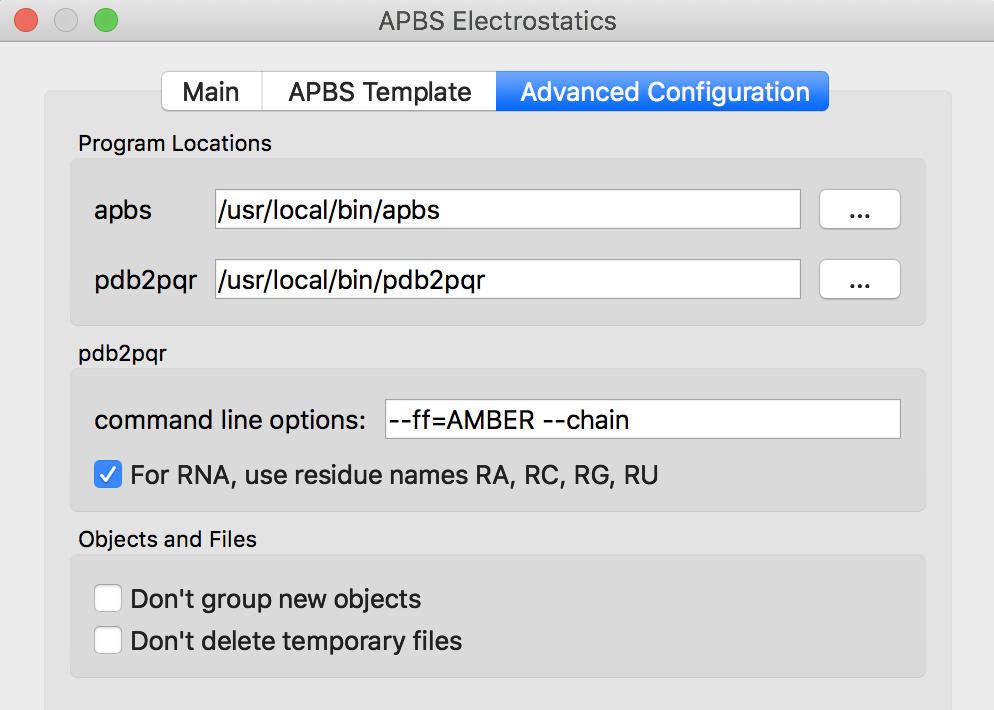 APBS Electrostatics
Main APBS Template Advanced Configuration
Program Locations
apbs /usr/local/bin/apbs ...
pdb2pqr /usr/local/bin/pdb2pqr ...
pdb2pqr
command line options: --ff=AMBER --chain
For RNA, use residue names RA, RC, RG, RU
Objects and Files
Don't group new objects
Don't delete temporary files